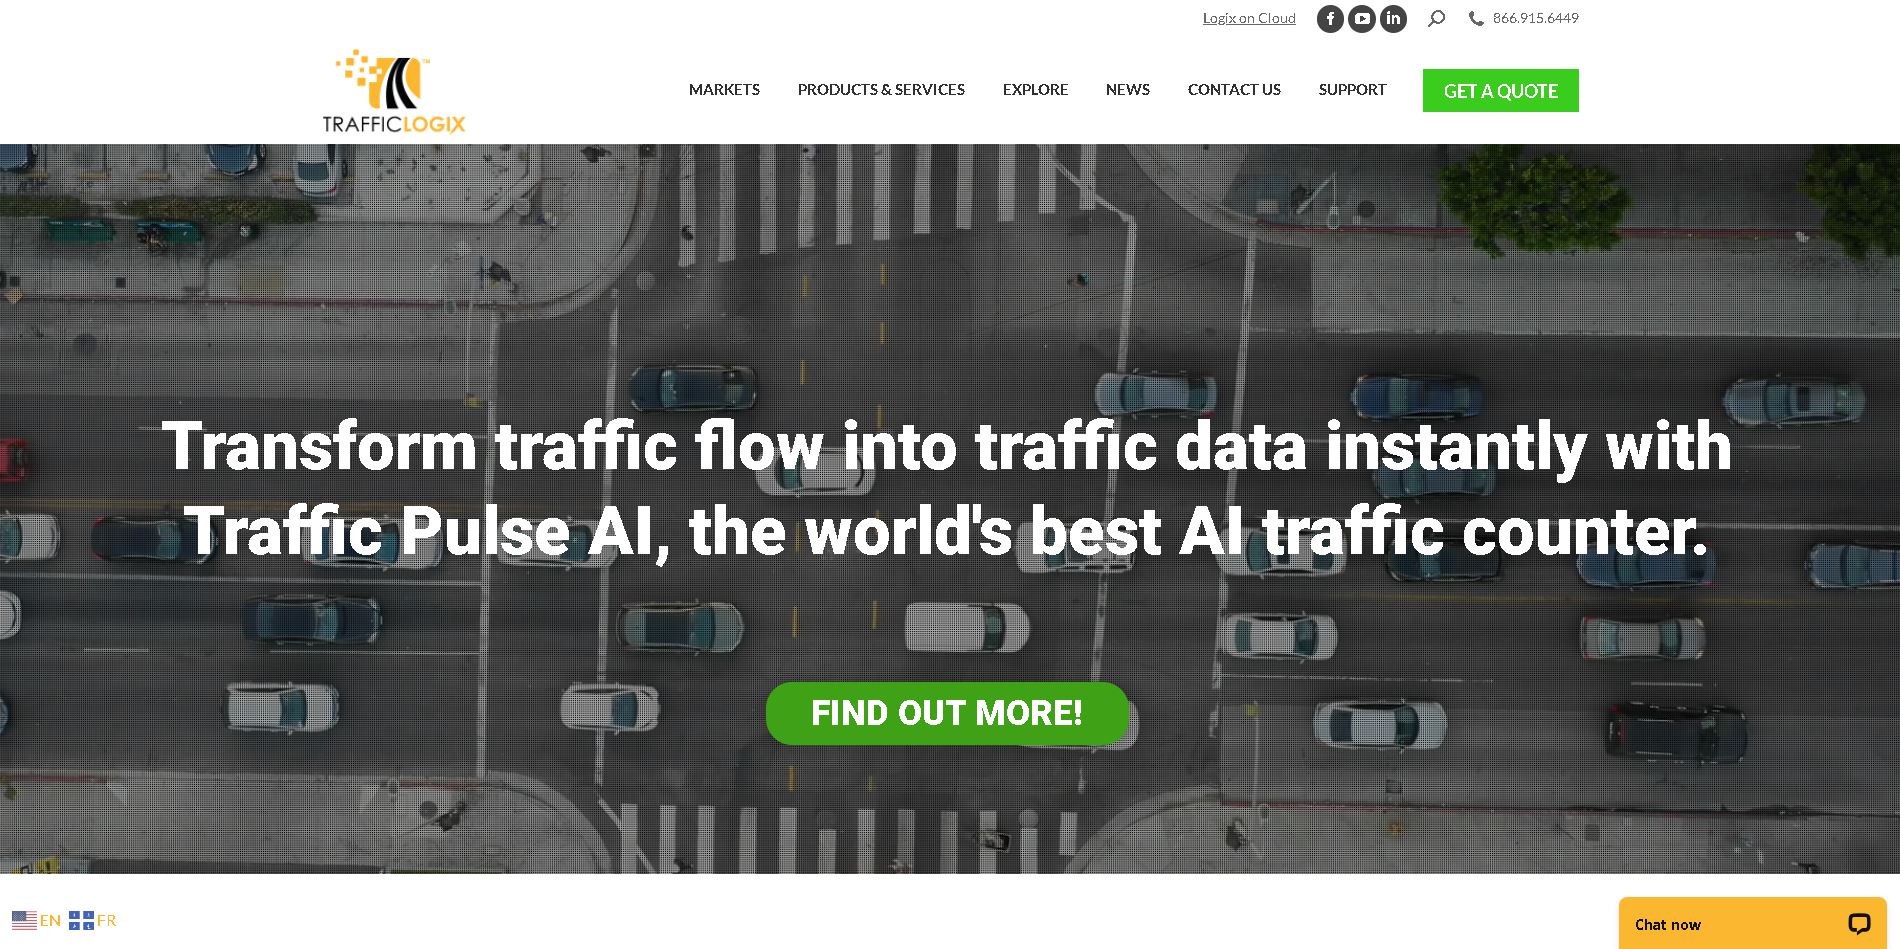 Logix on Cloud
866.915.6449
TRAFFICLOGIX™
MARKETS
PRODUCTS & SERVICES
EXPLORE
NEWS
CONTACT US
SUPPORT
GET A QUOTE
Transform traffic flow into traffic data instantly with
Traffic Pulse AI, the world's best AI traffic counter.
FIND OUT MORE!
EN
FR
Chat now